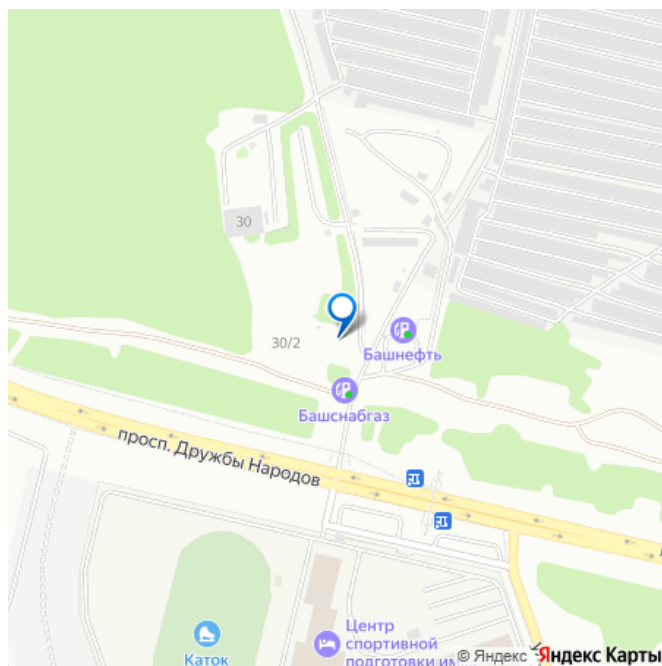 30
30/2
Башнефть
Башснабгаз
просп. Дружбы Народов
Каток
Центр
спортивной
подготовки им
© Яндекс Яндекс Карты